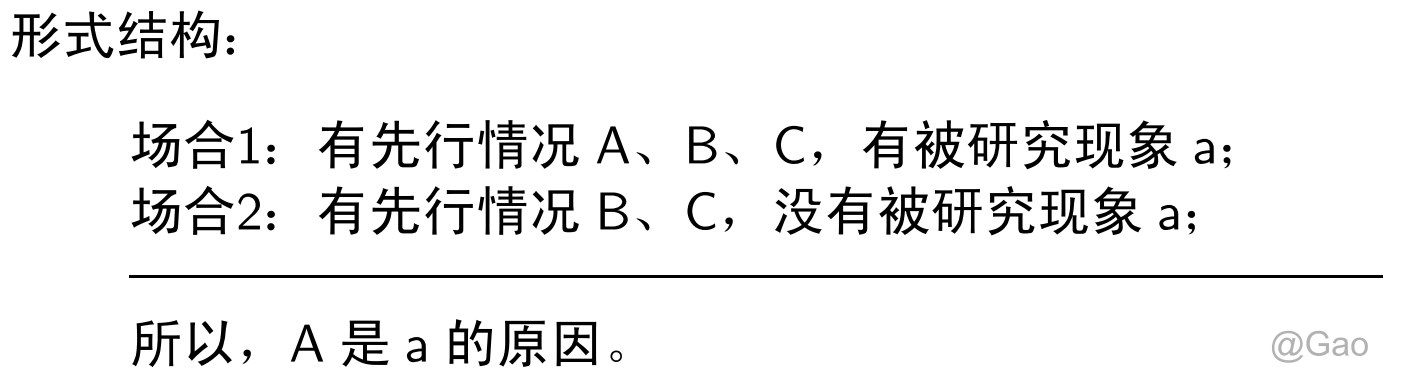 形式结构：
场合1：有先行情况 A、B、C，有被研究现象 a；
场合2：有先行情况 B、C，没有被研究现象 a；
所以，A 是 a 的原因。
@Gao